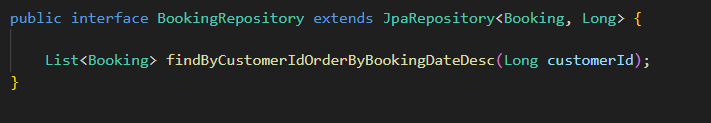 public interface BookingRepository extends JpaRepository<Booking, Long> {
List<Booking> findByCustomerIdOrderByBookingDateDesc(Long customerId);
}